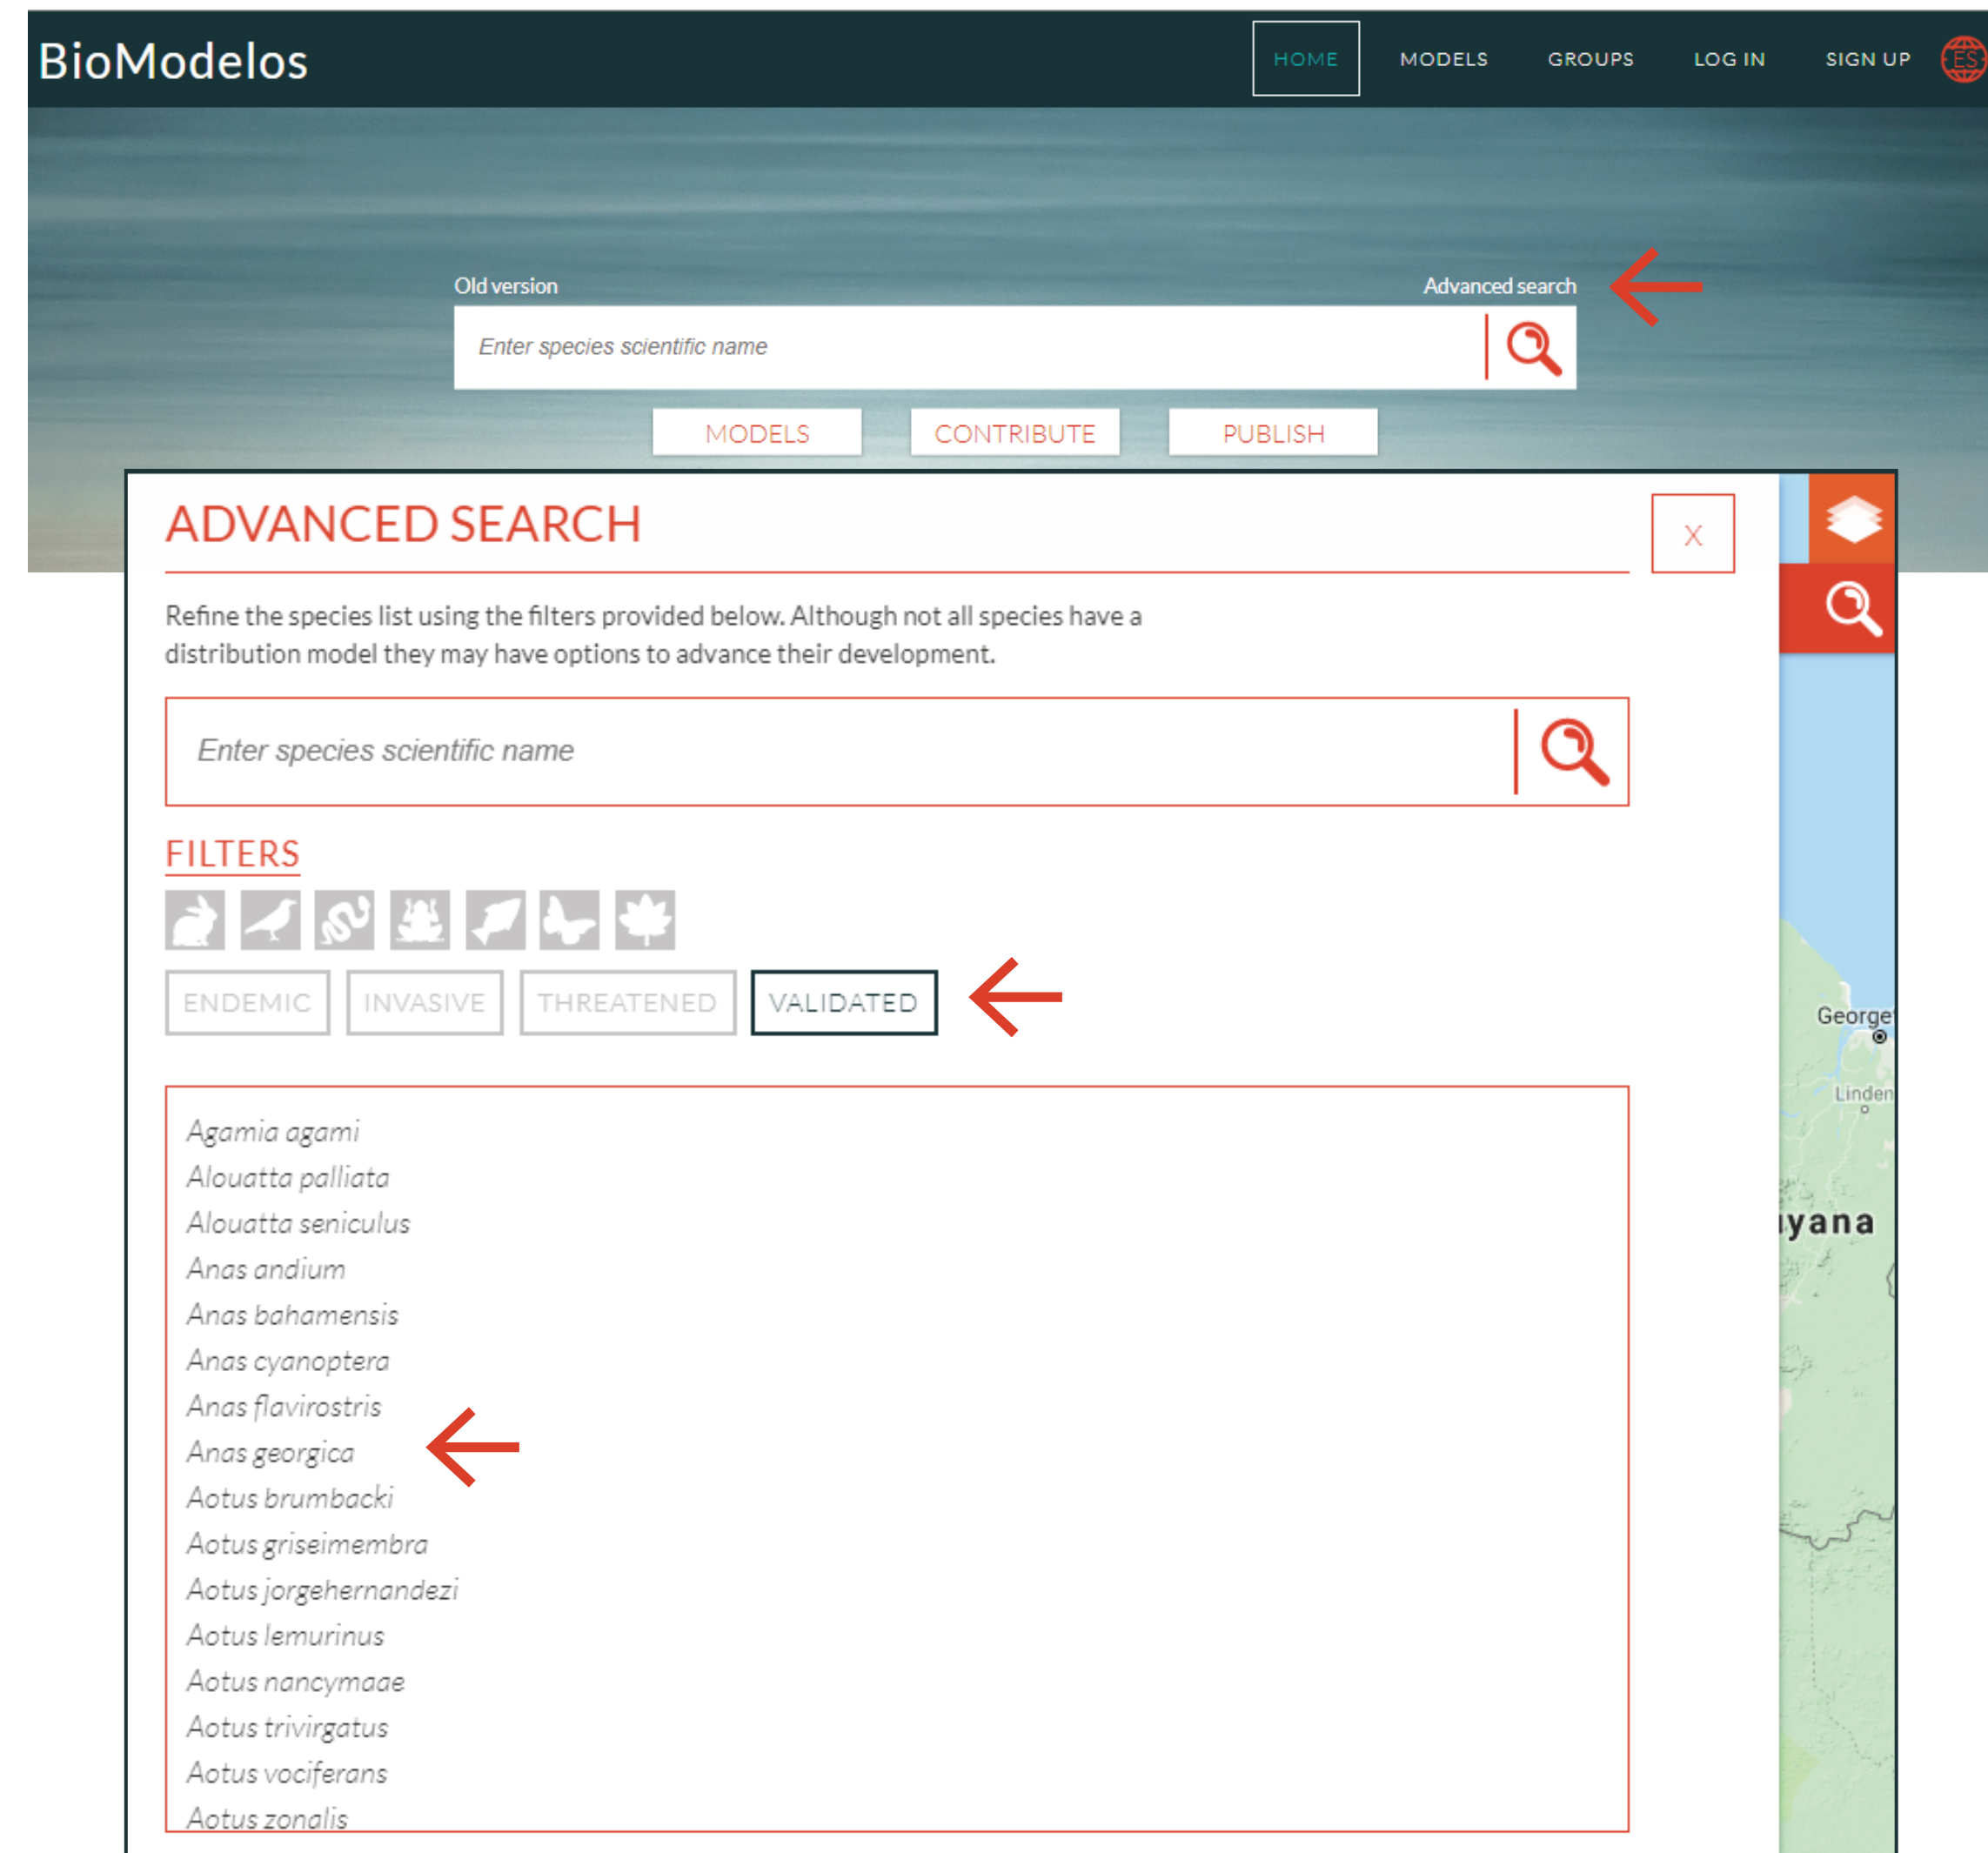 BioModelos
HOME MODELS GROUPS LOG IN SIGN UP ES
Old version Advanced search
Enter species scientific name
MODELS CONTRIBUTE PUBLISH
ADVANCED SEARCH
X
Refine the species list using the filters provided below. Although not all species have a
distribution model they may have options to advance their development.
Enter species scientific name
FILTERS
ENDEMIC INVASIVE THREATENED VALIDATED
Agamia agami
Alouatta palliata
Alouatta seniculus
Anas andium
Anas bahamensis
Anas cyanoptera
Anas flavirostris
Anas georgica
Aotus brumbacki
Aotus griseimembra
Aotus jorgehernandezi
Aotus lemurinus
Aotus nancymaae
Aotus trivirgatus
Aotus vociferans
Aotus zonalis
George
Linden
yana